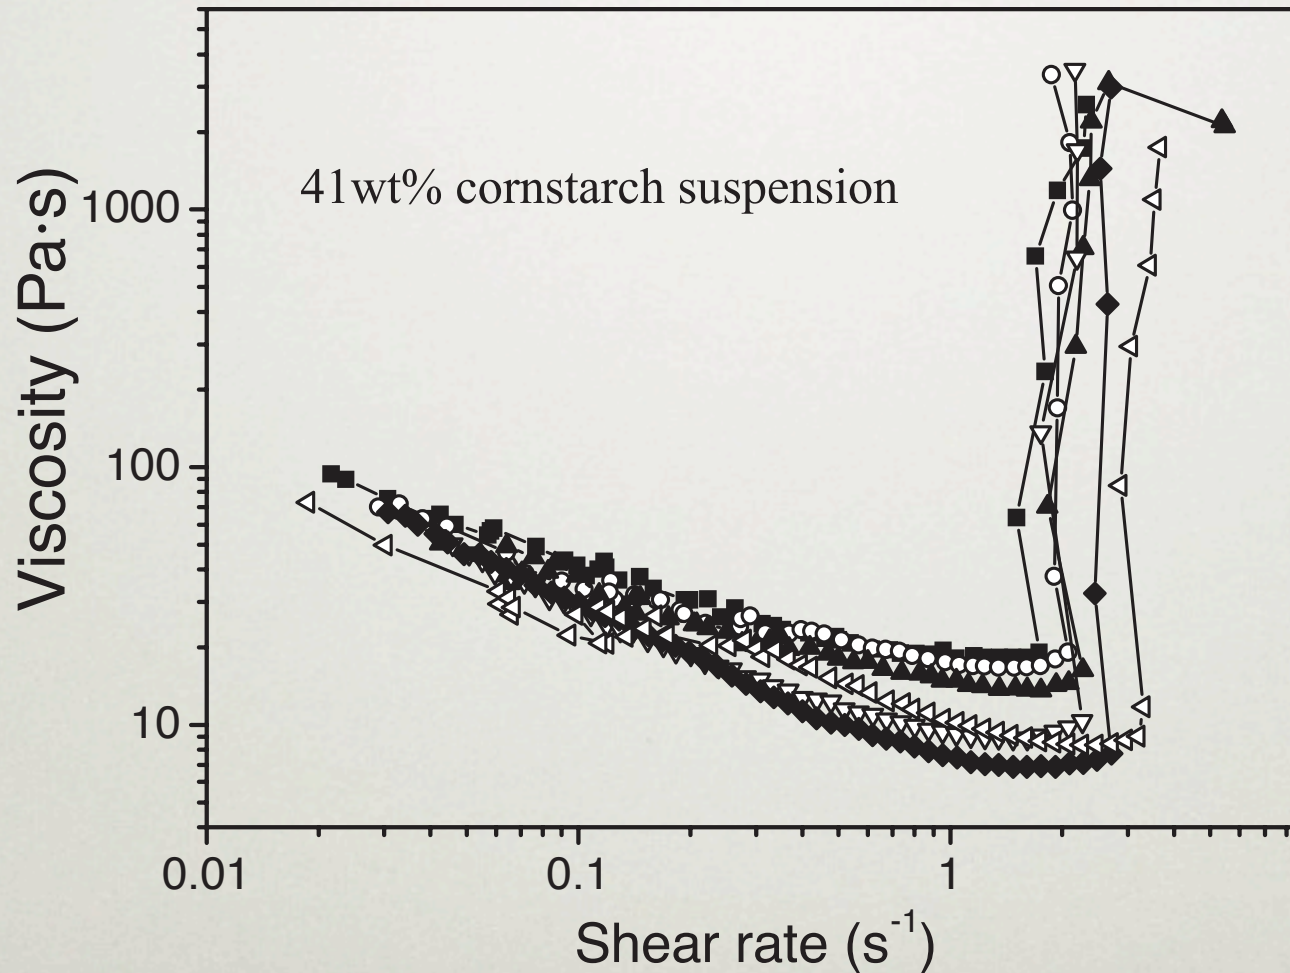 41wt% cornstarch suspension
Viscosity (Pa·s)
1000
100
10
0.01 0.1 1
Shear rate (s⁻¹)